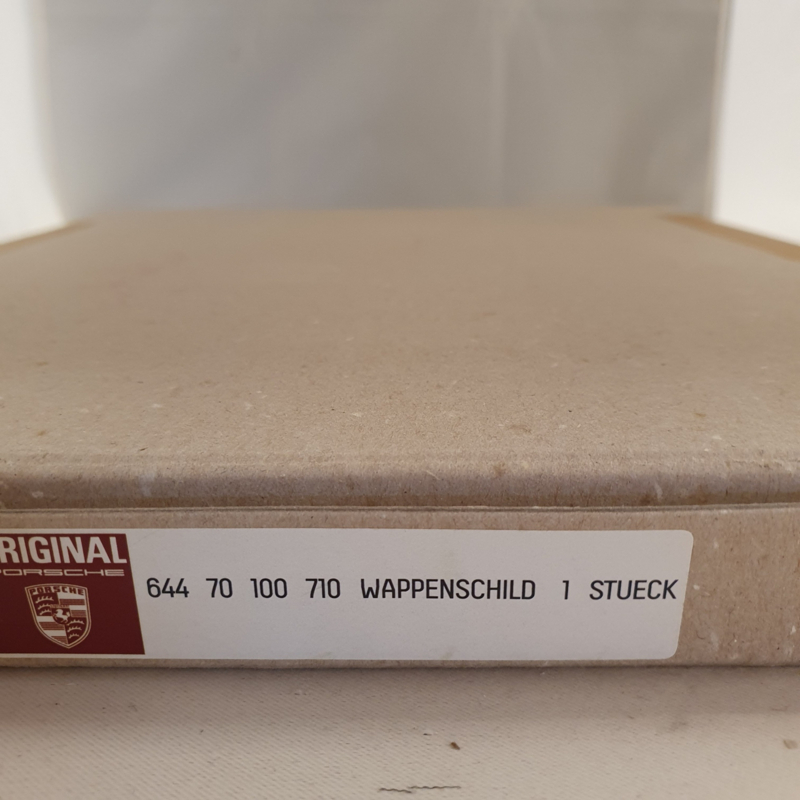 RIGINAL
PORSCHE
PORSCHE
644 70 100 710 WAPPENSCHILD 1 STUECK